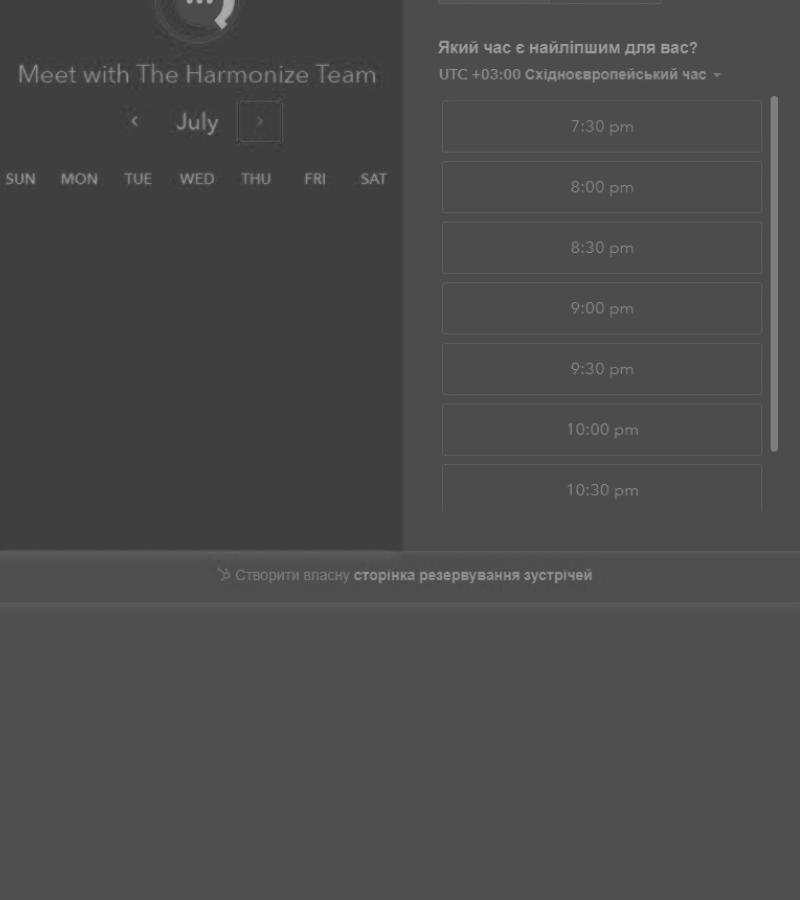 Meet with The Harmonize Team
July
SUN MON TUE WED THU FRI SAT
Який час є найліпшим для вас?
UTC +03:00 Східноєвропейський час
7:30 pm
8:00 pm
8:30 pm
9:00 pm
9:30 pm
10:00 pm
10:30 pm
Створити власну сторінка резервування зустрічей